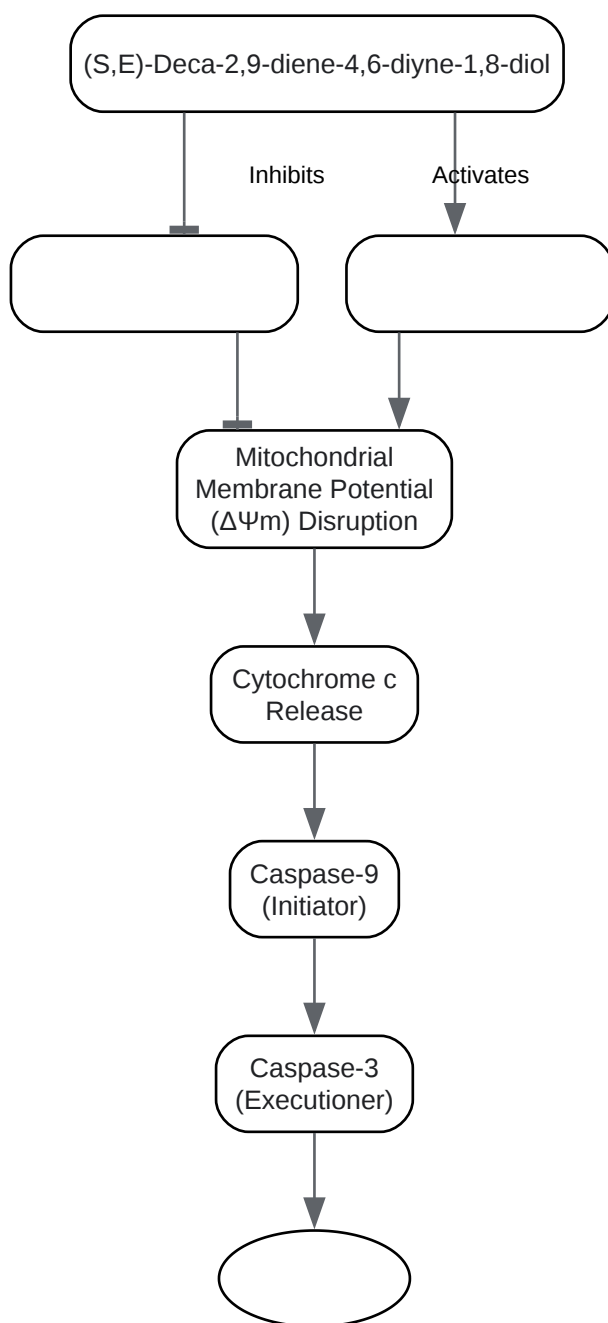 (S,E)-Deca-2,9-diene-4,6-diyne-1,8-diol
Inhibits
Activates
Mitochondrial
Membrane Potential
(ΔΨm) Disruption
Cytochrome c
Release
Caspase-9
(Initiator)
Caspase-3
(Executioner)